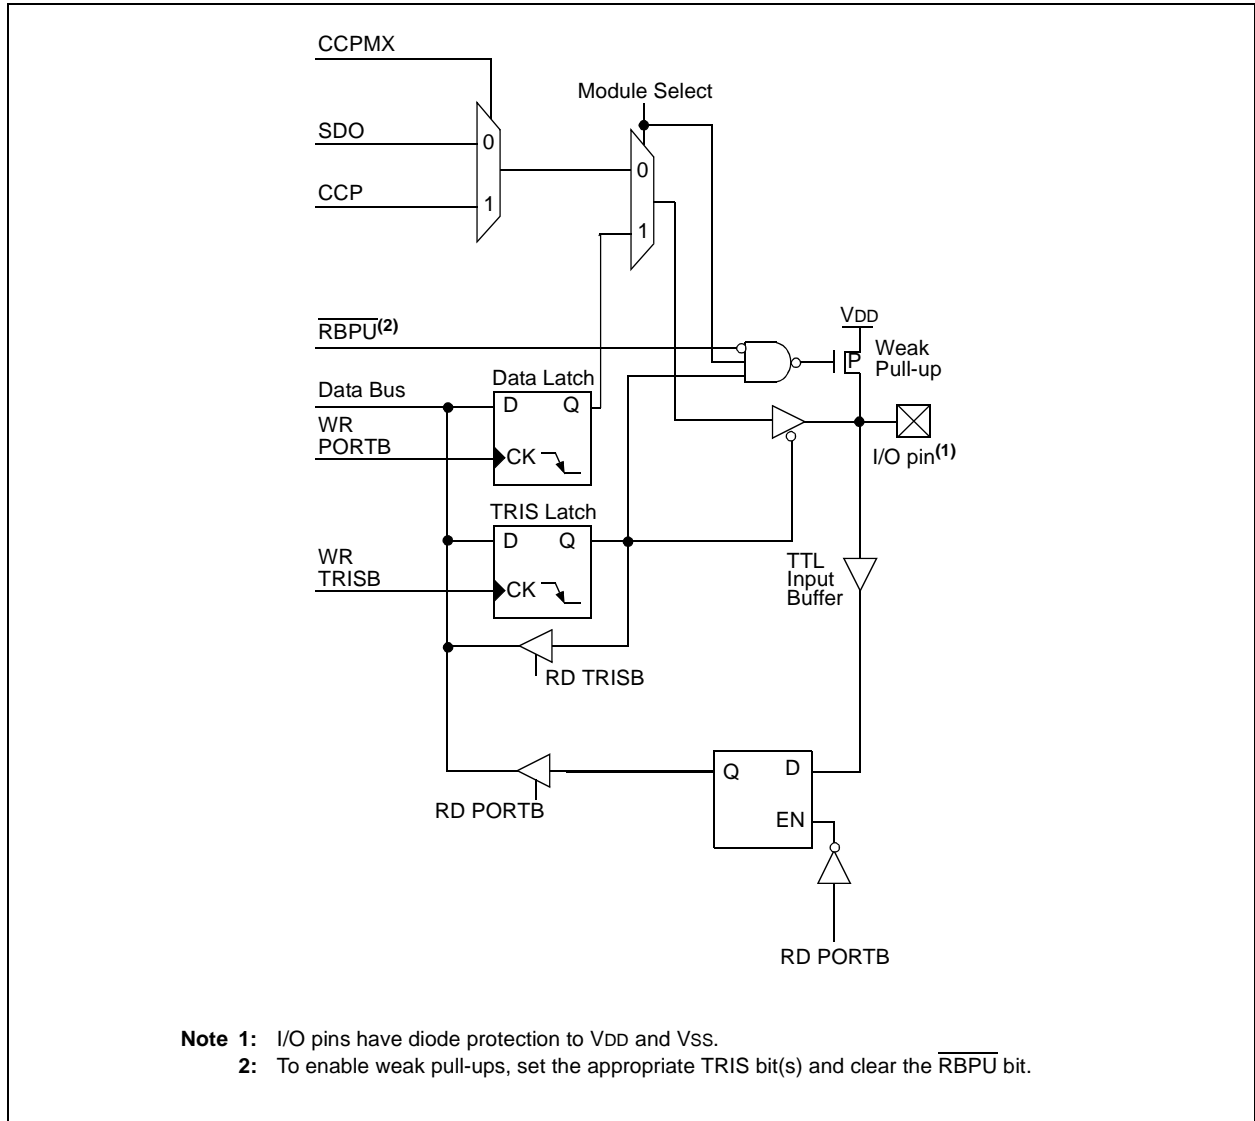 CCPMX
Module Select
SDO
0
0
CCP
1
1
RBPU(2)
VDD
P
Weak
Pull-up
Data Bus
Data Latch
D Q
WR
PORTB
CK
I/O pin(1)
TRIS Latch
D Q
WR
TRISB
CK
TTL
Input
Buffer
RD TRISB
Q D
RD PORTB
EN
RD PORTB
Note 1: I/O pins have diode protection to VDD and VSS.
2: To enable weak pull-ups, set the appropriate TRIS bit(s) and clear the RBPU bit.